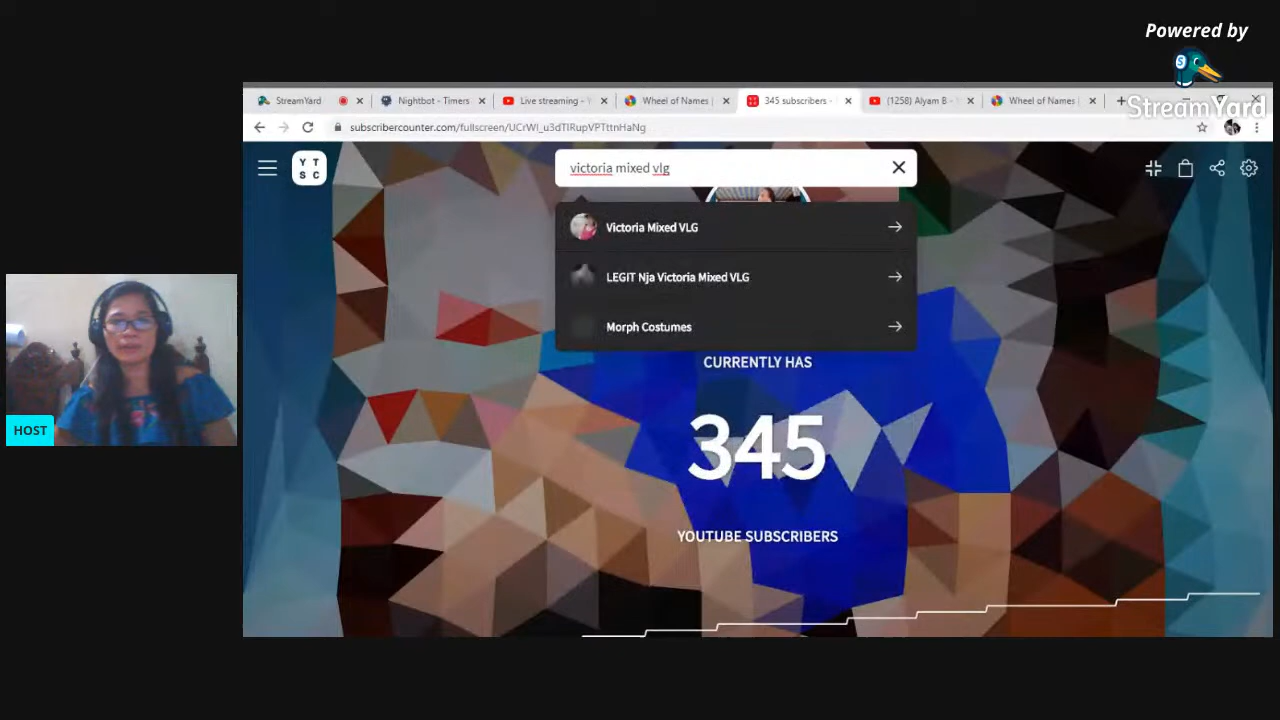 Powered by
StreamYard
StreamYard
Nightbot - Timers
Live streaming - Y
Wheel of Names |
345 subscribers -
(1258) Alyam B - Y
Wheel of Names |
subscribercounter.com/fullscreen/UCrWl_u3dTlRupVPTttnHaNg
Y T
S C
victoria mixed vlg
Victoria Mixed VLG
LEGIT Nja Victoria Mixed VLG
Morph Costumes
CURRENTLY HAS
345
YOUTUBE SUBSCRIBERS
HOST